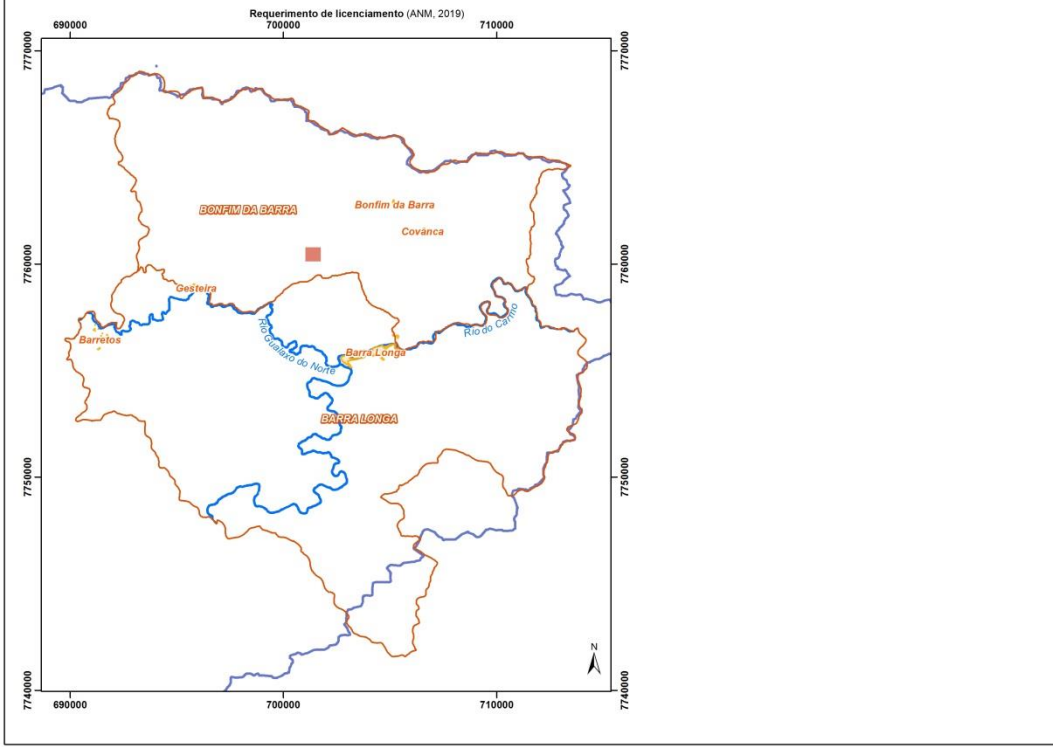 Requerimento de licenciamento (ANM, 2019)
690000
700000
710000
7770000
7770000
BONFIM DA BARRA
Bonfim da Barra
Covanca
7760000
7760000
Gesteira
Barretos
Rio Gualaxo do Norte
Barra Longa
Rio do Carmo
BARRA LONGA
7750000
7750000
N
7740000
7740000
690000
700000
710000